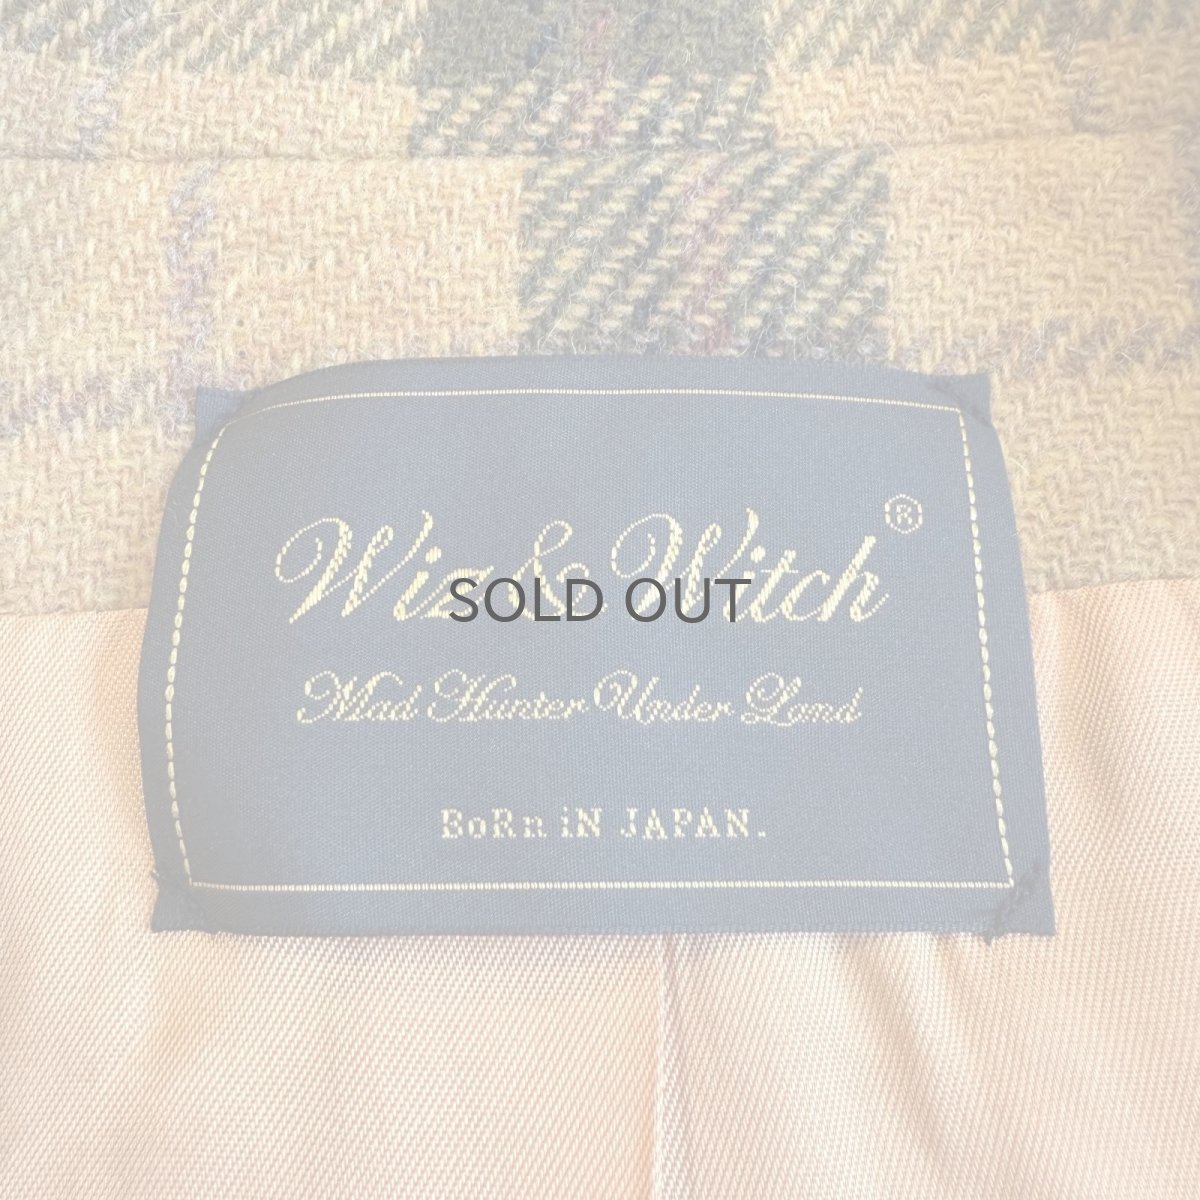 Wiz & Witch ®
SOLD OUT
Mad Hunter Under Land
BoRn iN JAPAN.